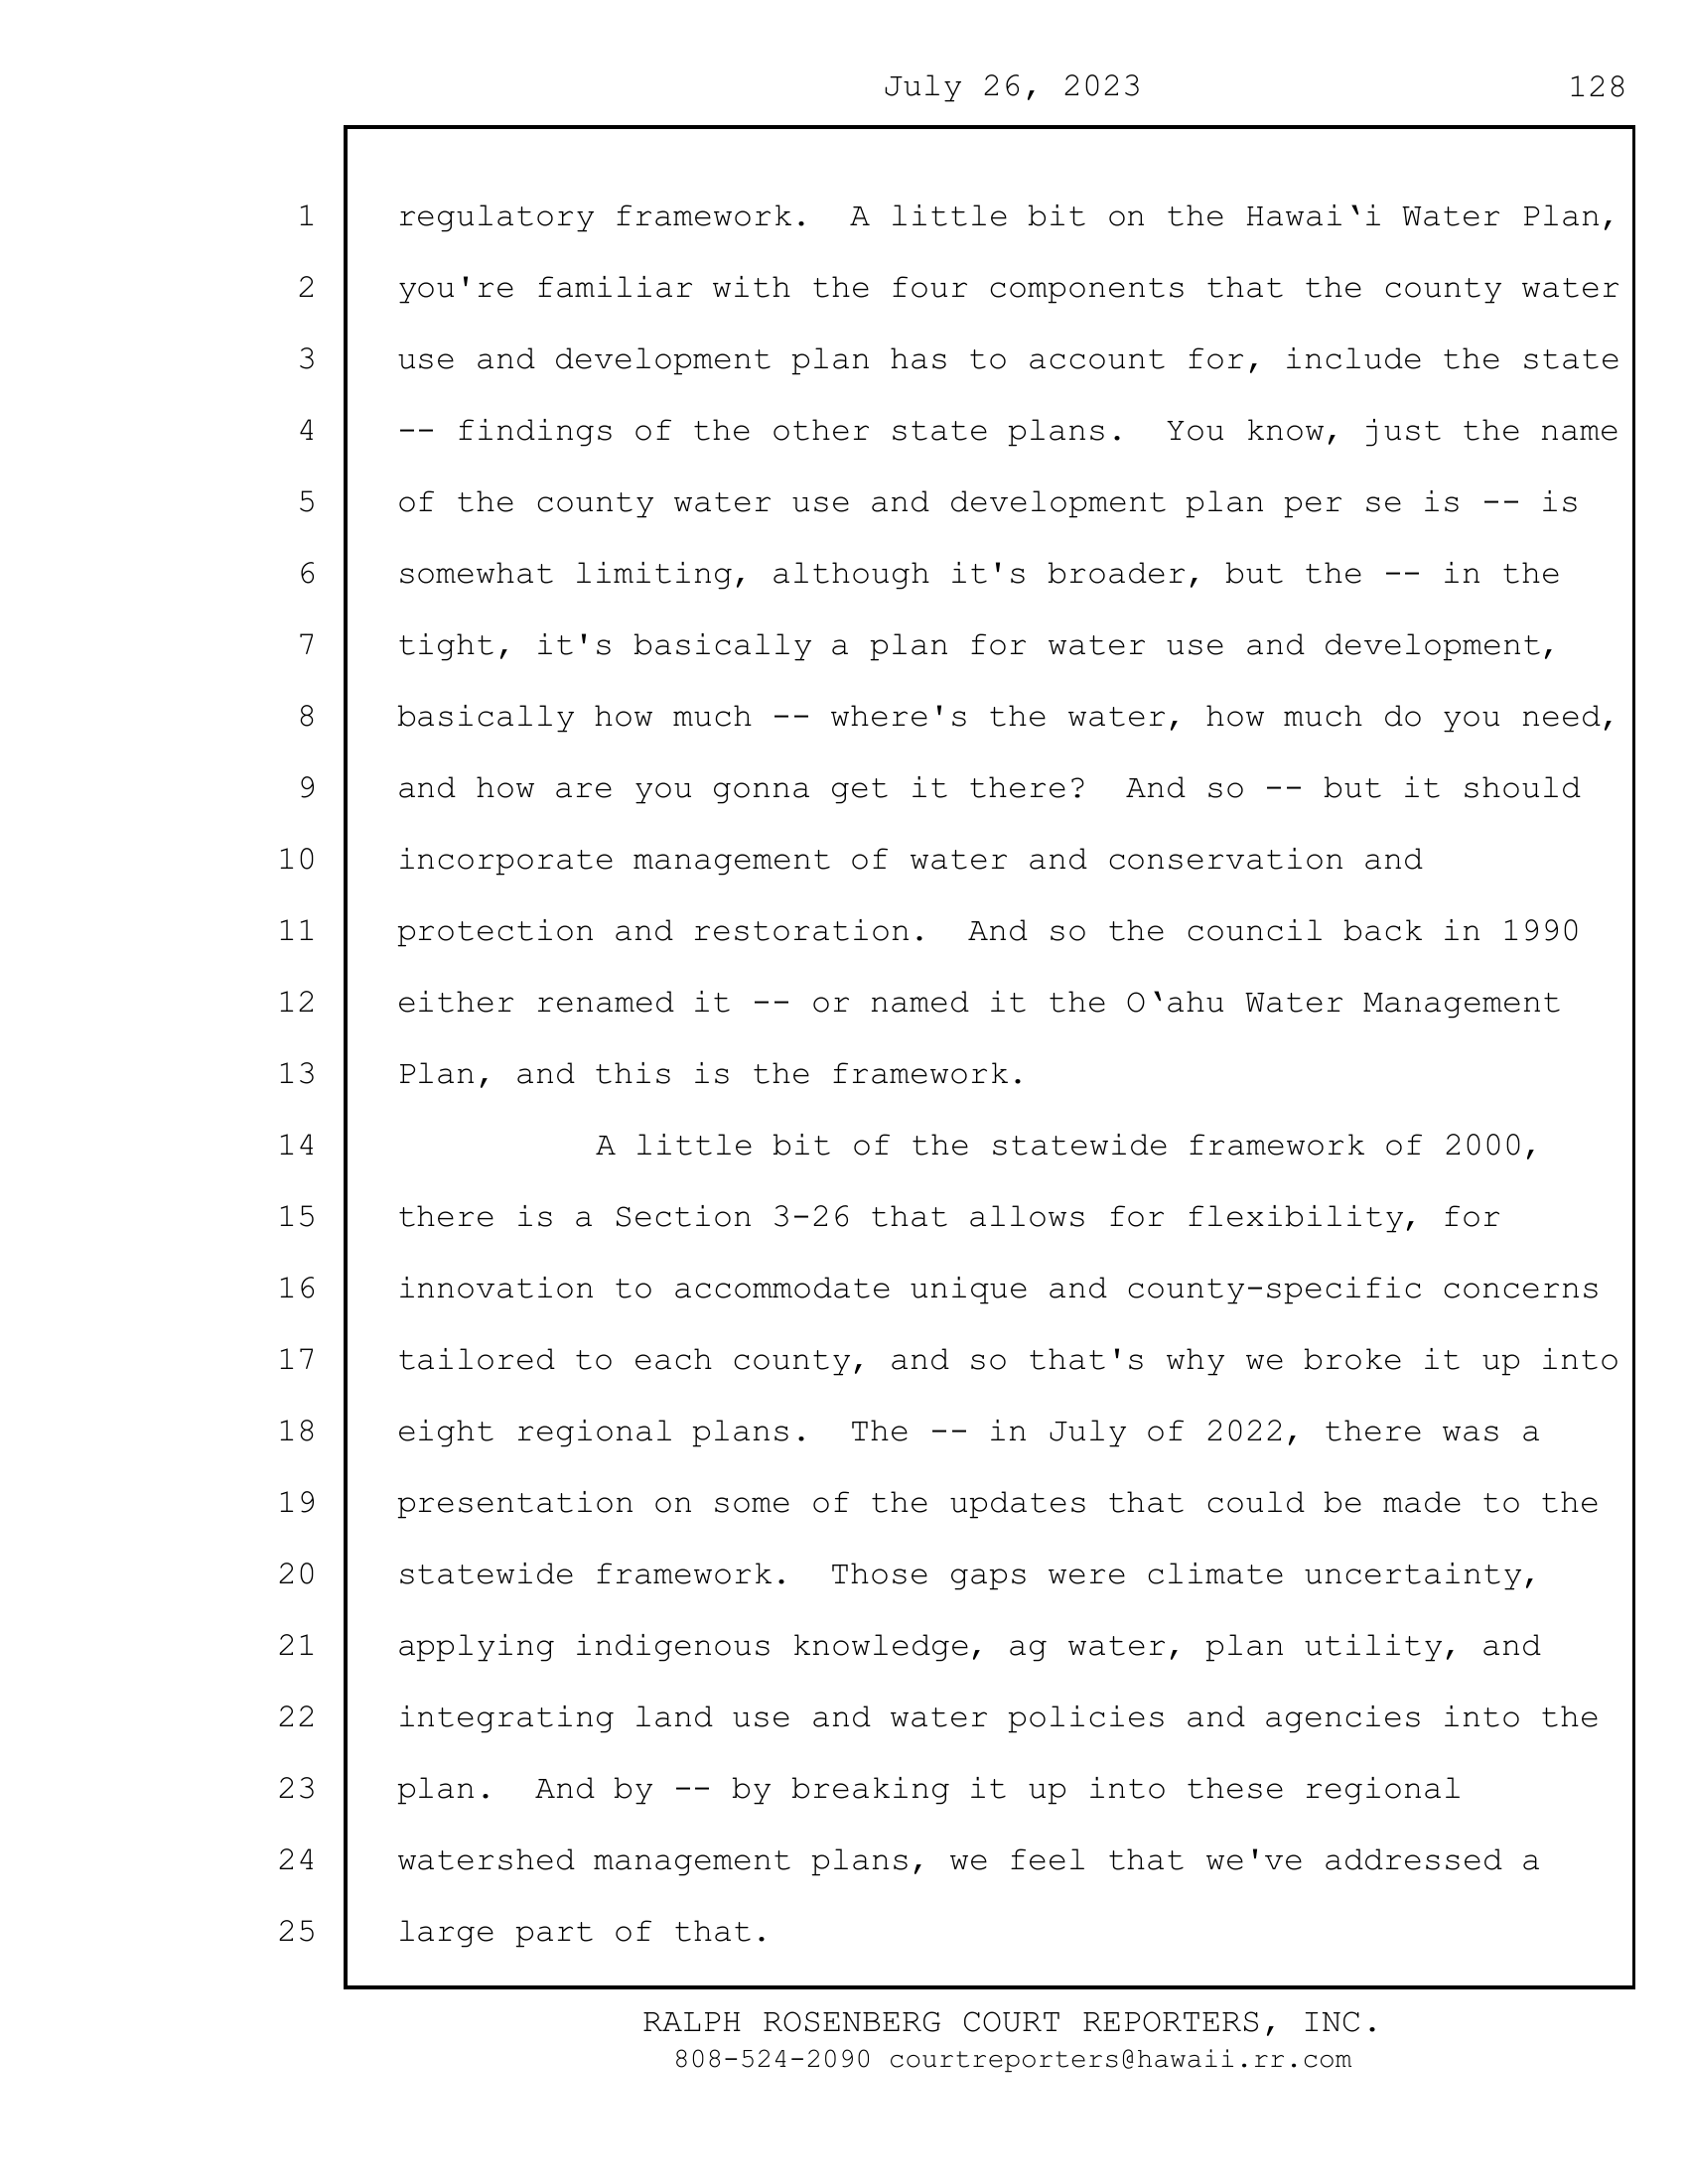 July 26, 2023 128
1 regulatory framework.  A little bit on the Hawai‘i Water Plan,
2 you're familiar with the four components that the county water
3 use and development plan has to account for, include the state
4 -- findings of the other state plans.  You know, just the name
5 of the county water use and development plan per se is -- is
6 somewhat limiting, although it's broader, but the -- in the
7 tight, it's basically a plan for water use and development,
8 basically how much -- where's the water, how much do you need,
9 and how are you gonna get it there?  And so -- but it should
10 incorporate management of water and conservation and
11 protection and restoration.  And so the council back in 1990
12 either renamed it -- or named it the O‘ahu Water Management
13 Plan, and this is the framework.
14 A little bit of the statewide framework of 2000,
15 there is a Section 3-26 that allows for flexibility, for
16 innovation to accommodate unique and county-specific concerns
17 tailored to each county, and so that's why we broke it up into
18 eight regional plans.  The -- in July of 2022, there was a
19 presentation on some of the updates that could be made to the
20 statewide framework.  Those gaps were climate uncertainty,
21 applying indigenous knowledge, ag water, plan utility, and
22 integrating land use and water policies and agencies into the
23 plan.  And by -- by breaking it up into these regional
24 watershed management plans, we feel that we've addressed a
25 large part of that.
RALPH ROSENBERG COURT REPORTERS, INC.
808-524-2090 courtreporters@hawaii.rr.com